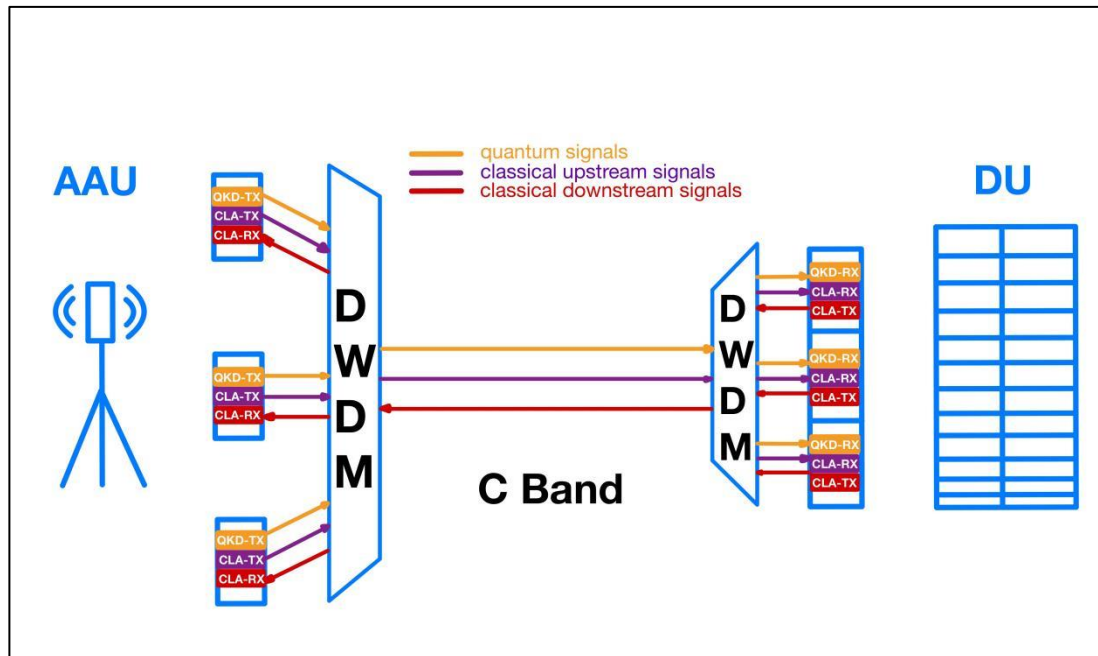 quantum signals
classical upstream signals
classical downstream signals
AAU
DU
QKD-TX
CLA-TX
CLA-RX
QKD-TX
CLA-TX
CLA-RX
QKD-TX
CLA-TX
CLA-RX
D
W
D
M
C Band
D
W
D
M
QKD-RX
CLA-RX
CLA-TX
QKD-RX
CLA-RX
CLA-TX
QKD-RX
CLA-RX
CLA-TX